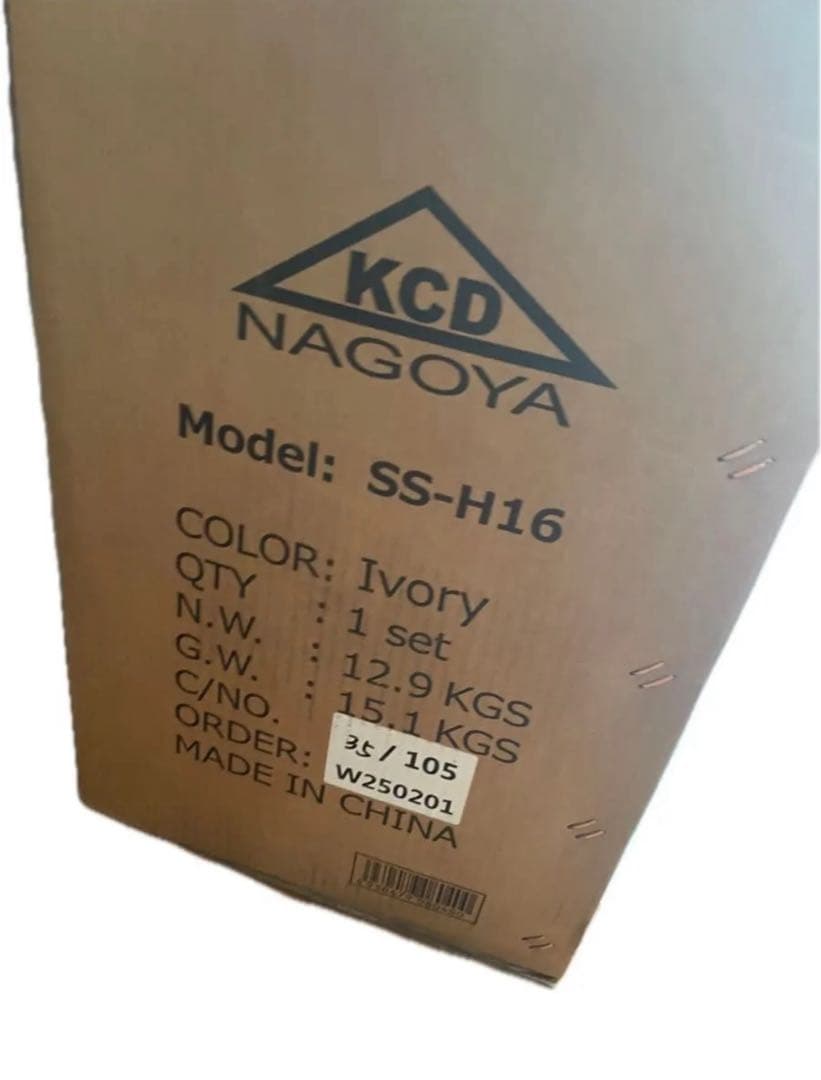 KCD
NAGOYA
Model: SS-H16
COLOR: Ivory
QTY : 1 set
N.W. : 12.9 KGS
G.W. : 15.1 KGS
C/NO. 35 / 105
ORDER: W250201
MADE IN CHINA